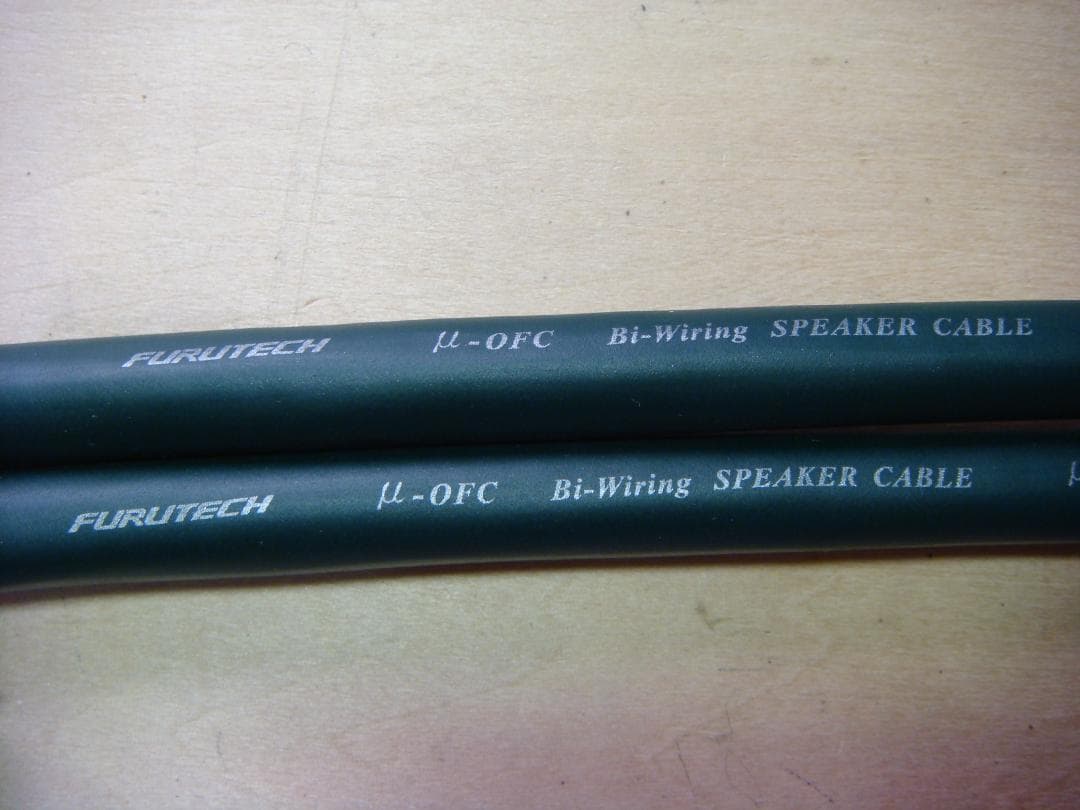 FURUTECH μ-OFC Bi-Wiring SPEAKER CABLE
FURUTECH μ-OFC Bi-Wiring SPEAKER CABLE μ